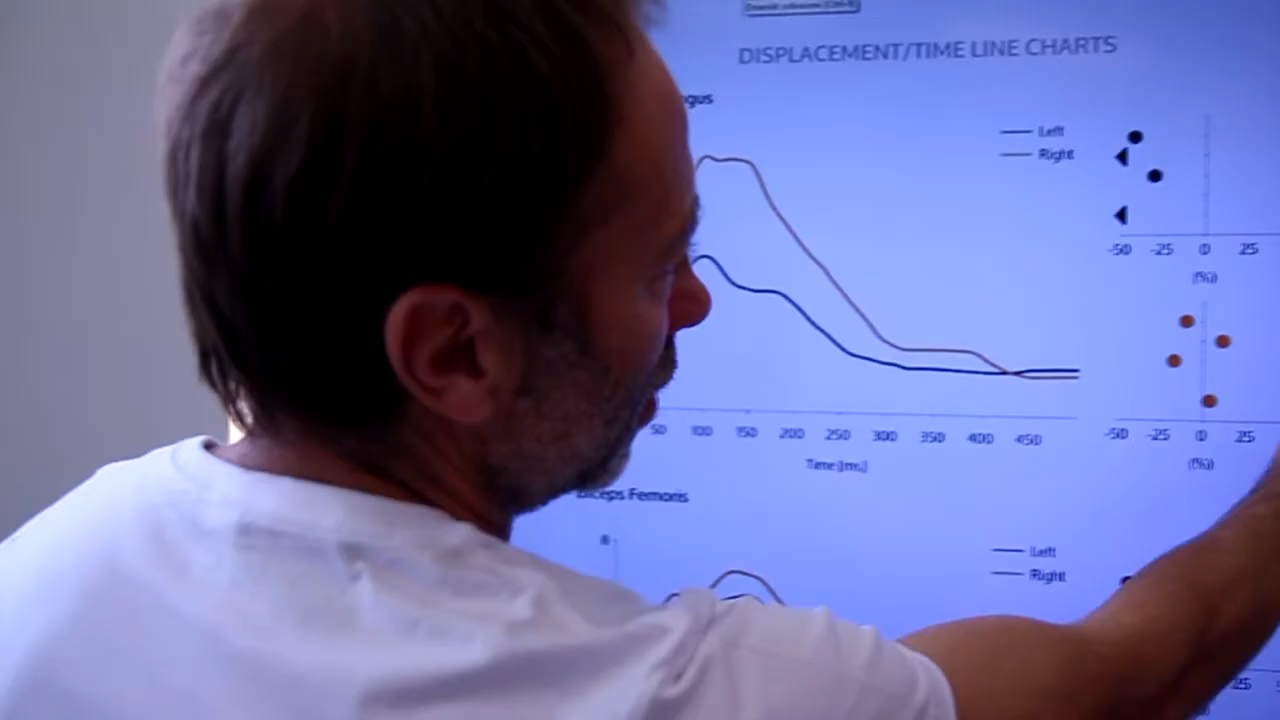 DISPLACEMENT/TIME LINE CHARTS
gus
Left
Right
-50 -25 0 25
(%)
50 100 150 200 250 300 350 400 450
Time [ms]
-50 -25 0 25
(%)
Biceps Femoris
8
Left
Right
25